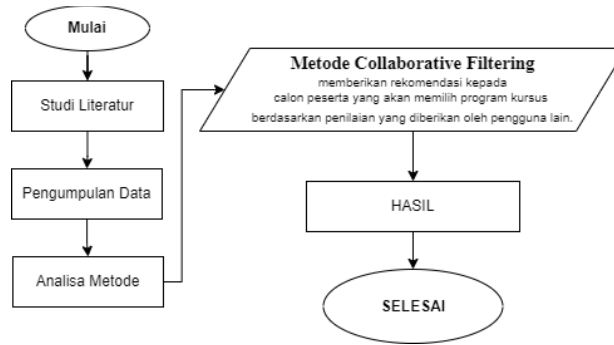 Mulai
Studi Literatur
Pengumpulan Data
Analisa Metode
Metode Collaborative Filtering
memberikan rekomendasi kepada
calon peserta yang akan memilih program kursus
berdasarkan penilaian yang diberikan oleh pengguna lain.
HASIL
SELESAI